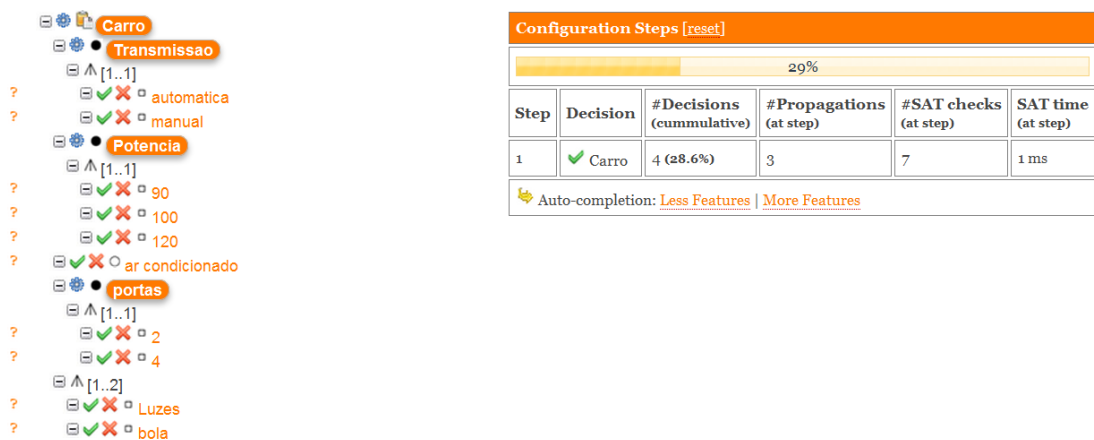 Carro
Transmissao
[1..1]
? automatica
? manual
Potencia
[1..1]
? 90
? 100
? 120
? ar condicionado
portas
[1..1]
? 2
? 4
[1..2]
? Luzes
? bola
Configuration Steps [reset]
29%
Step Decision #Decisions (cummulative) #Propagations (at step) #SAT checks (at step) SAT time (at step)
1 Carro 4 (28.6%) 3 7 1 ms
Auto-completion: Less Features | More Features